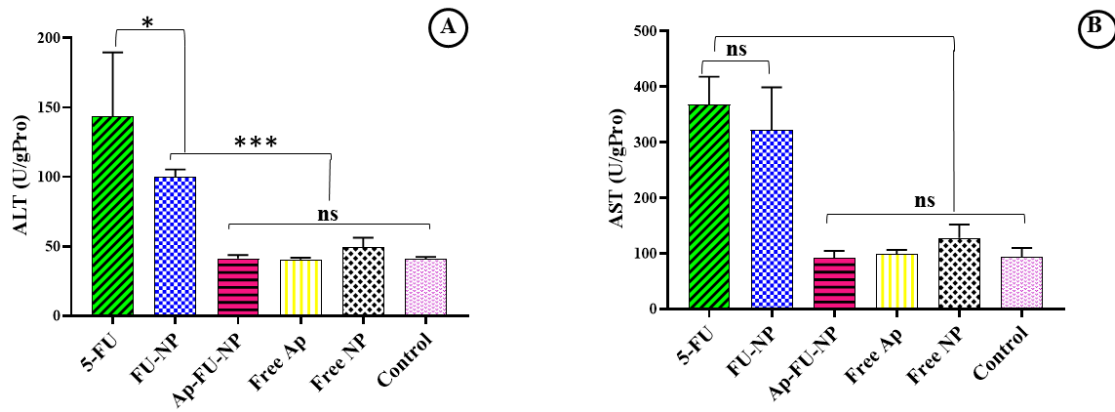 A
ALT (U/gPro)
200
150
100
50
0
*
***
ns
5-FU
FU-NP
Ap-FU-NP
Free Ap
Free NP
Control
B
AST (U/gPro)
500
400
300
200
100
0
ns
ns
5-FU
FU-NP
Ap-FU-NP
Free Ap
Free NP
Control